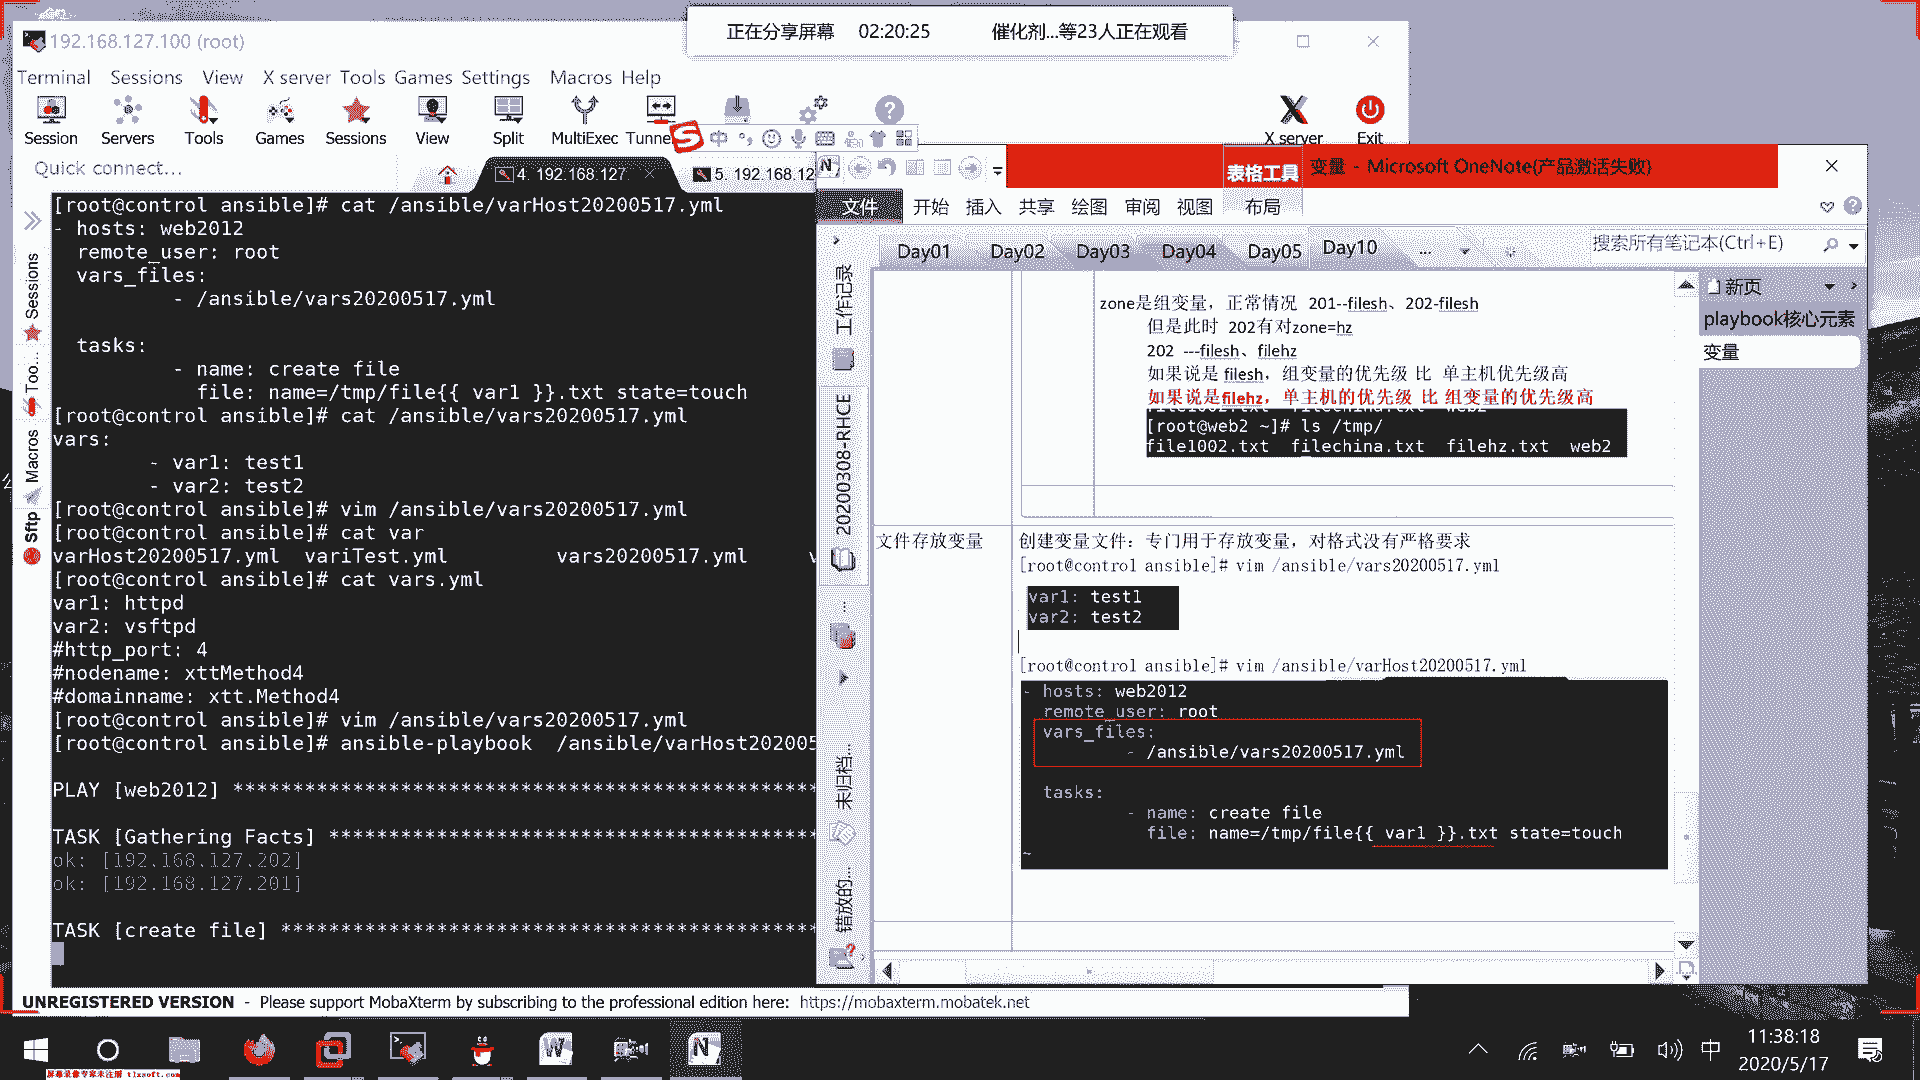 正在分享屏幕 02:20:25 催化剂...等23人正在观看
192.168.127.100 (root)
Terminal Sessions View X server Tools Games Settings Macros Help
Session Servers Tools Games Sessions View Split MultiExec Tunne X server Exit
Quick connect...
4. 192.168.127. 5. 192.168.12
Sessions
Too...
Macros
Sftp
[root@control ansible]# cat /ansible/varHost20200517.yml
- hosts: web2012
remote_user: root
vars_files:
- /ansible/vars20200517.yml
tasks:
- name: create file
file: name=/tmp/file{{ var1 }}.txt state=touch
[root@control ansible]# cat /ansible/vars20200517.yml
vars:
- var1: test1
- var2: test2
[root@control ansible]# vim /ansible/vars20200517.yml
[root@control ansible]# cat var
varHost20200517.yml variTest.yml vars20200517.yml
[root@control ansible]# cat vars.yml
var1: httpd
var2: vsftpd
#http_port: 4
#nodename: xttMethod4
#domainname: xtt.Method4
[root@control ansible]# vim /ansible/vars20200517.yml
[root@control ansible]# ansible-playbook /ansible/varHost202005
PLAY [web2012] *************************************************
TASK [Gathering Facts] *****************************************
ok: [192.168.127.202]
ok: [192.168.127.201]
TASK [create file] *********************************************
UNREGISTERED VERSION - Please support MobaXterm by subscribing to the professional edition here: https://mobaxterm.mobatek.net
表格工具 变量 - Microsoft OneNote(产品激活失败)
文件 开始 插入 共享 绘图 审阅 视图 布局
Day01 Day02 Day03 Day04 Day05 Day10 ...
搜索所有笔记本(Ctrl+E)
工作记录
20200308-RHCE
...
未归档...
错放的...
新页
playbook核心元素
变量
zone是组变量，正常情况 201--filesh、202-filesh
但是此时 202有对zone=hz
202 ---filesh、filehz
如果说是 filesh，组变量的优先级 比 单主机优先级高
如果说是filehz，单主机的优先级 比 组变量的优先级高
[root@web2 ~]# ls /tmp/
file1002.txt filechina.txt filehz.txt web2
文件存放变量
创建变量文件：专门用于存放变量，对格式没有严格要求
[root@control ansible]# vim /ansible/vars20200517.yml
var1: test1
var2: test2
[root@control ansible]# vim /ansible/varHost20200517.yml
- hosts: web2012
remote_user: root
vars_files:
- /ansible/vars20200517.yml
tasks:
- name: create file
file: name=/tmp/file{{ var1 }}.txt state=touch
~
中 11:38:18
2020/5/17
屏幕录像专家未注册 tlxsoft.com